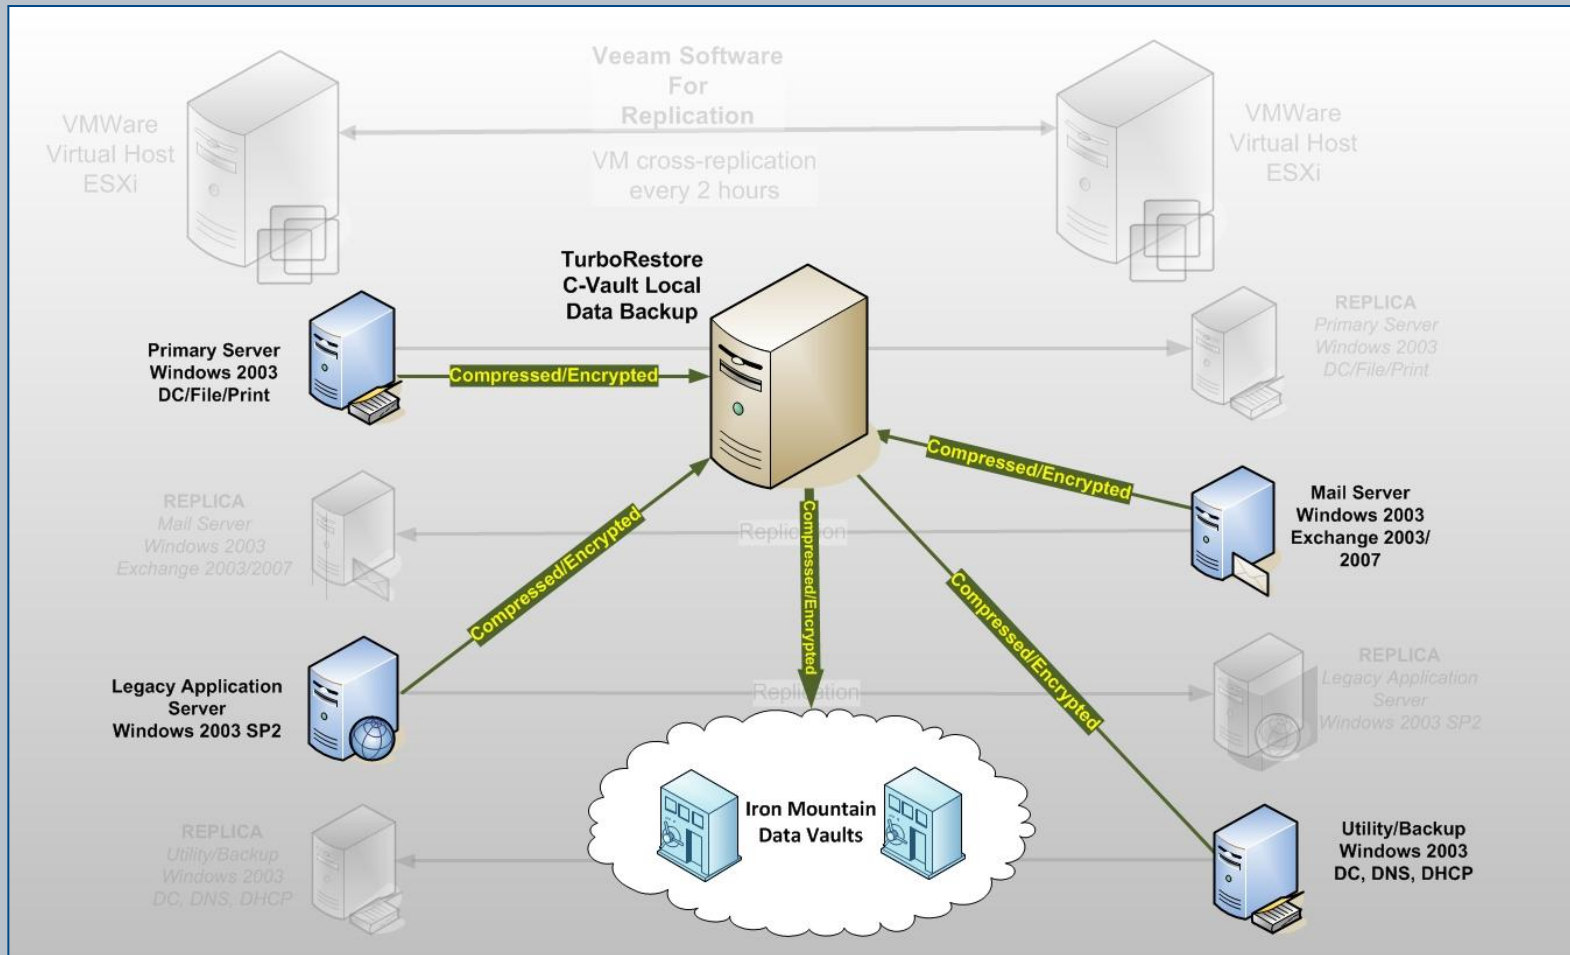 Veeam Software
For
Replication
VM cross-replication
every 2 hours
VMWare
Virtual Host
ESXi
VMWare
Virtual Host
ESXi
TurboRestore
C-Vault Local
Data Backup
Primary Server
Windows 2003
DC/File/Print
Compressed/Encrypted
REPLICA
Primary Server
Windows 2003
DC/File/Print
Compressed/Encrypted
REPLICA
Mail Server
Windows 2003
Exchange 2003/2007
Compressed/Encrypted
Compressed/Encrypted
Replication
Mail Server
Windows 2003
Exchange 2003/
2007
Compressed/Encrypted
Legacy Application
Server
Windows 2003 SP2
Replication
REPLICA
Legacy Application
Server
Windows 2003 SP2
Iron Mountain
Data Vaults
REPLICA
Utility/Backup
Windows 2003
DC, DNS, DHCP
Utility/Backup
Windows 2003
DC, DNS, DHCP